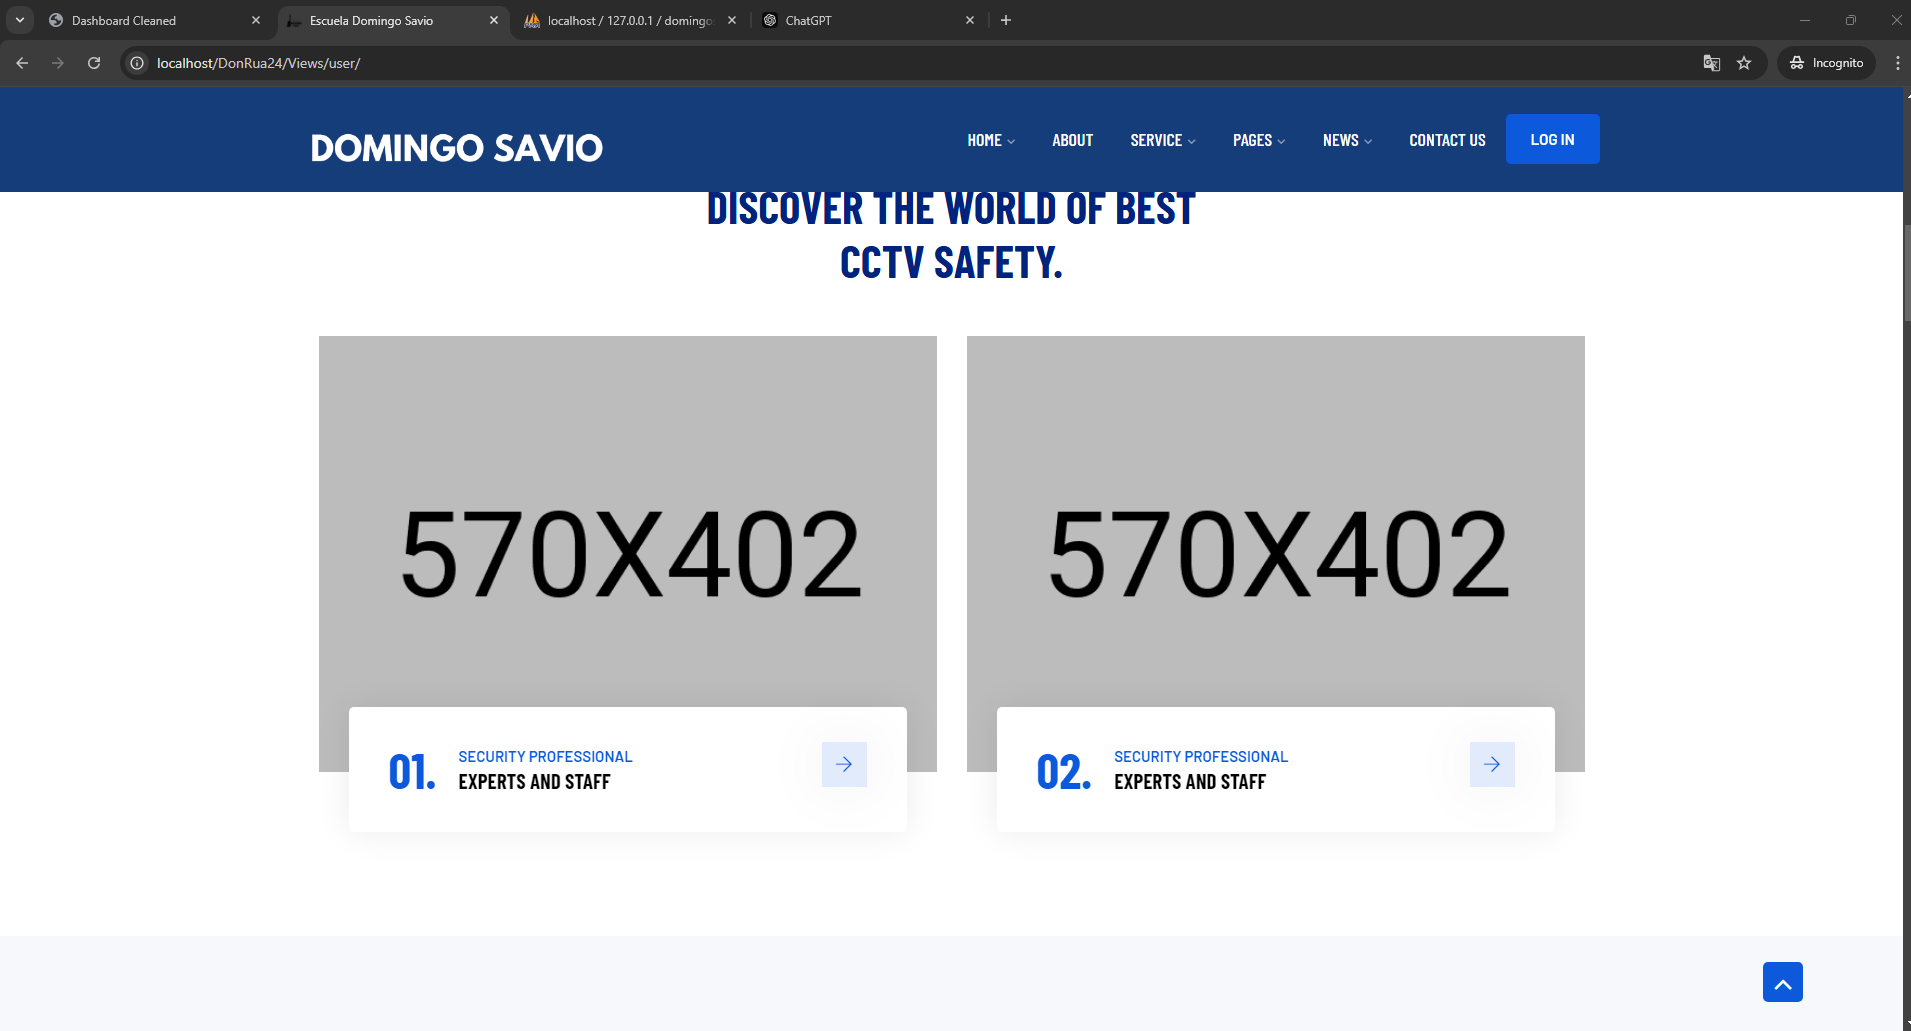 Dashboard Cleaned
Escuela Domingo Savio
localhost / 127.0.0.1 / domingo
ChatGPT
localhost/DonRua24/Views/user/
Incognito
DOMINGO SAVIO
HOME
ABOUT
SERVICE
PAGES
NEWS
CONTACT US
LOG IN
DISCOVER THE WORLD OF BEST
CCTV SAFETY.
570X402
570X402
01.
SECURITY PROFESSIONAL
EXPERTS AND STAFF
02.
SECURITY PROFESSIONAL
EXPERTS AND STAFF